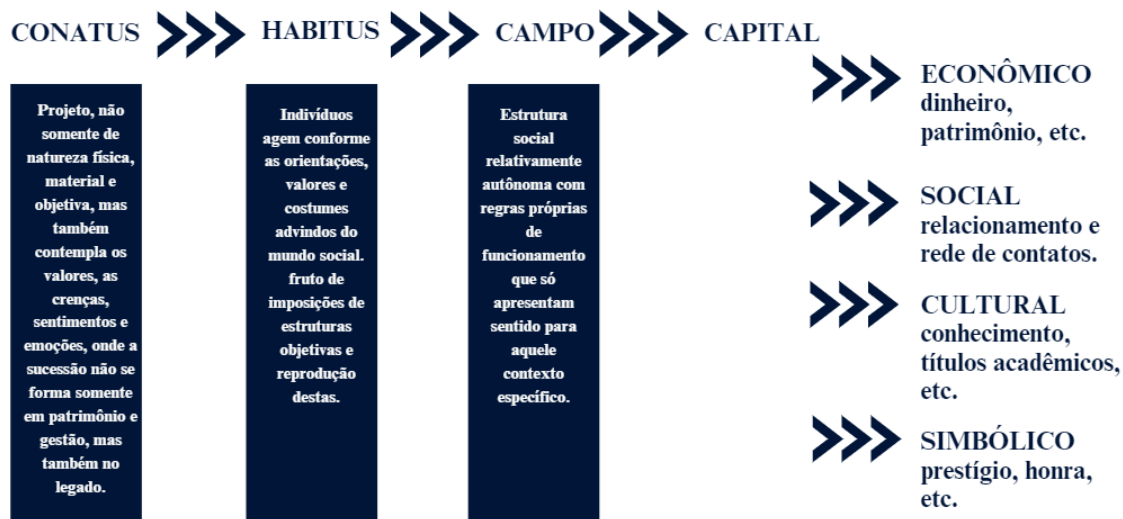 CONATUS
HABITUS
CAMPO
CAPITAL
Projeto, não
somente de
natureza física,
material e
objetiva, mas
também
contempla os
valores, as
crenças,
sentimentos e
emoções, onde a
sucessão não se
forma somente
em patrimônio e
gestão, mas
também no
legado.
Indivíduos
agem conforme
as orientações,
valores e
costumes
advindos do
mundo social.
fruto de
imposições de
estruturas
objetivas e
reprodução
destas.
Estrutura
social
relativamente
autônoma com
regras próprias
de
funcionamento
que só
apresentam
sentido para
aquele
contexto
específico.
ECONÔMICO
dinheiro,
patrimônio, etc.
SOCIAL
relacionamento e
rede de contatos.
CULTURAL
conhecimento,
títulos acadêmicos,
etc.
SIMBÓLICO
prestígio, honra,
etc.